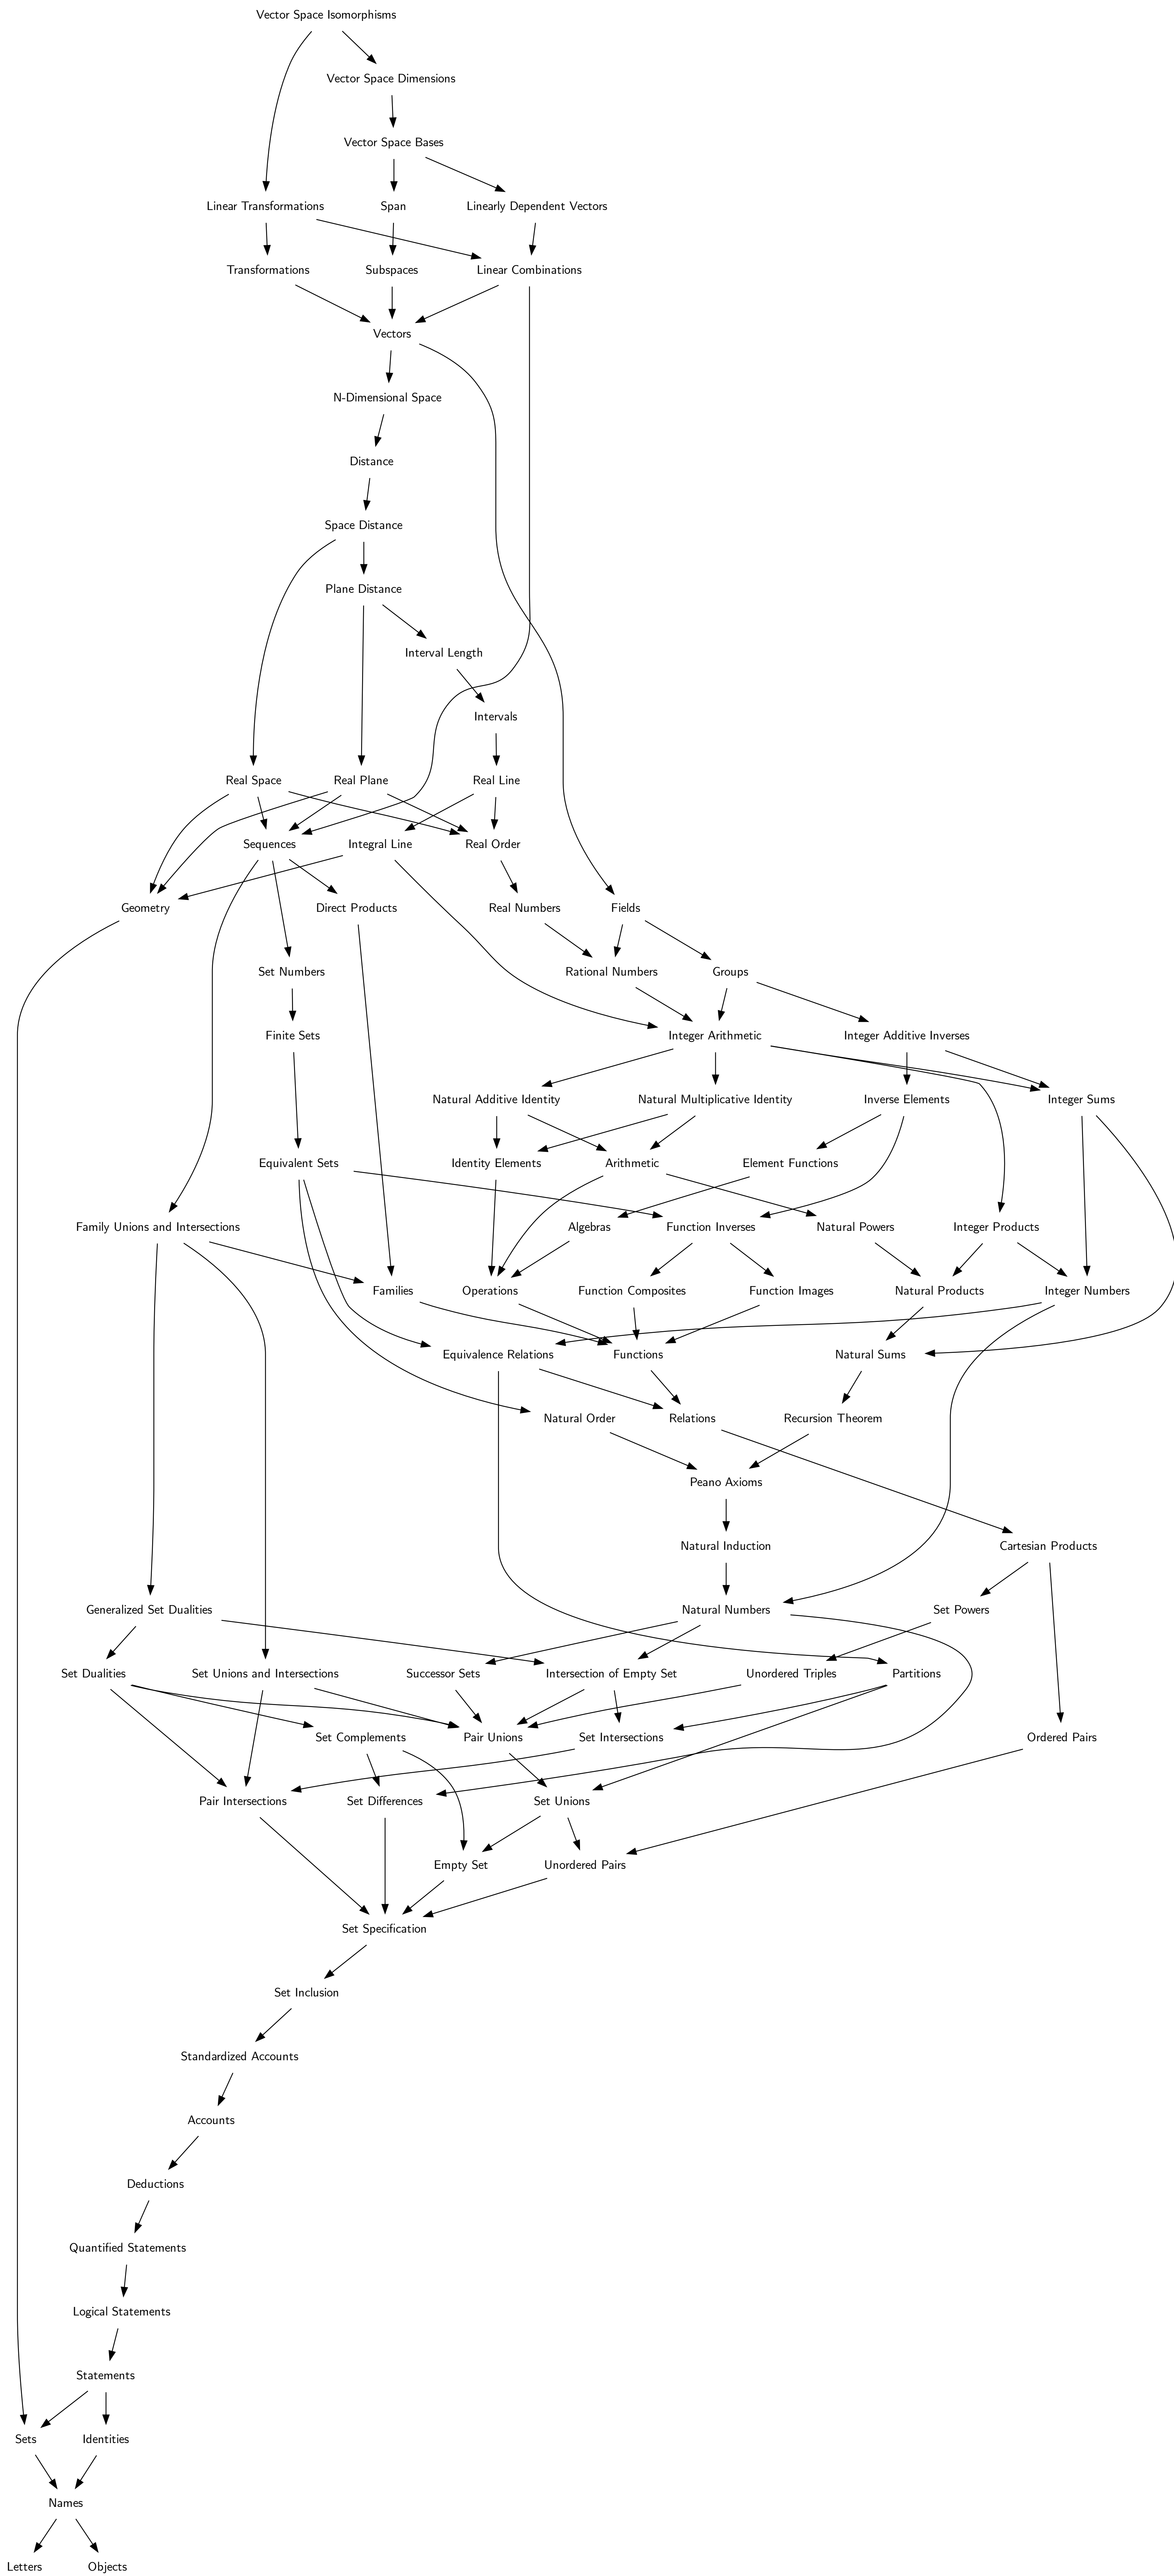 Vector Space Isomorphisms
Vector Space Dimensions
Vector Space Bases
Linear Transformations
Span
Linearly Dependent Vectors
Transformations
Subspaces
Linear Combinations
Vectors
N-Dimensional Space
Distance
Space Distance
Plane Distance
Interval Length
Intervals
Real Space
Real Plane
Real Line
Sequences
Integral Line
Real Order
Geometry
Direct Products
Real Numbers
Fields
Set Numbers
Rational Numbers
Groups
Finite Sets
Integer Arithmetic
Integer Additive Inverses
Natural Additive Identity
Natural Multiplicative Identity
Inverse Elements
Integer Sums
Equivalent Sets
Identity Elements
Arithmetic
Element Functions
Family Unions and Intersections
Algebras
Function Inverses
Natural Powers
Integer Products
Families
Operations
Function Composites
Function Images
Natural Products
Integer Numbers
Equivalence Relations
Functions
Natural Sums
Natural Order
Relations
Recursion Theorem
Peano Axioms
Natural Induction
Cartesian Products
Generalized Set Dualities
Natural Numbers
Set Powers
Set Dualities
Set Unions and Intersections
Successor Sets
Intersection of Empty Set
Unordered Triples
Partitions
Set Complements
Pair Unions
Set Intersections
Ordered Pairs
Pair Intersections
Set Differences
Set Unions
Empty Set
Unordered Pairs
Set Specification
Set Inclusion
Standardized Accounts
Accounts
Deductions
Quantified Statements
Logical Statements
Statements
Sets
Identities
Names
Letters
Objects